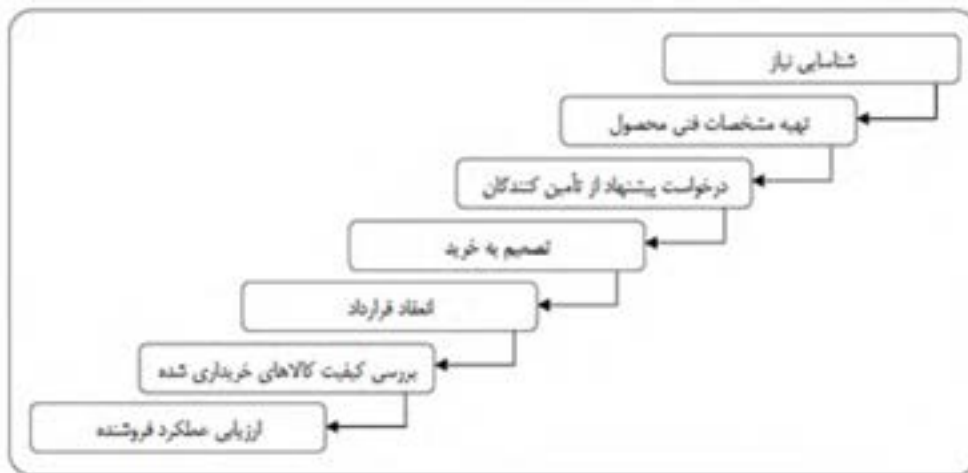 شناسایی نیاز
تهیه مشخصات فنی محصول
درخواست پیشنهاد از تأمین کنندگان
تصمیم به خرید
انعقاد قرارداد
بررسی کیفیت کالاهای خریداری شده
ارزیابی عملکرد فروشنده